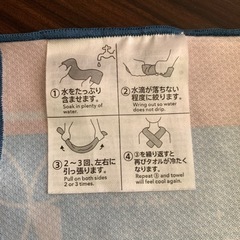 ①水をたっぷり
含ませます。
Soak in plenty of
water.
②水滴が落ちない
程度に絞ります。
Wring out so water
does not drip.
③2～3回、左右に
引っ張ります。
Pull on both sides
2 or 3 times.
④③を繰り返すと
再びタオルが冷たく
なります。
Repeat ③ and towel
will feel cool again.